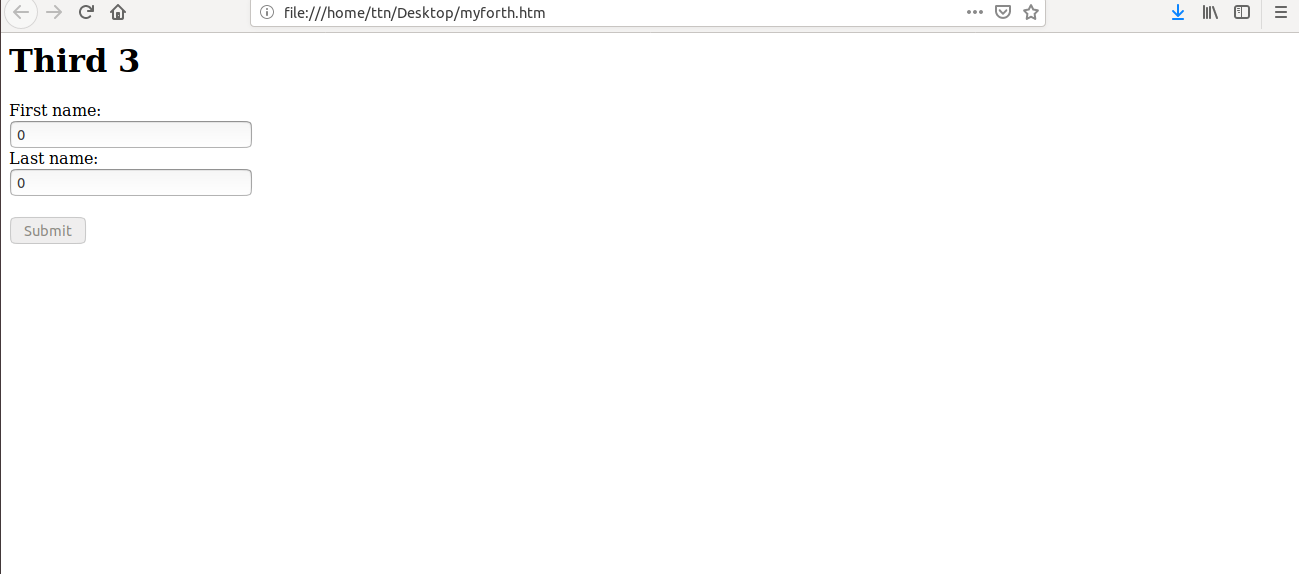 file:///home/ttn/Desktop/myforth.htm
Third 3
First name:
0
Last name:
0
Submit